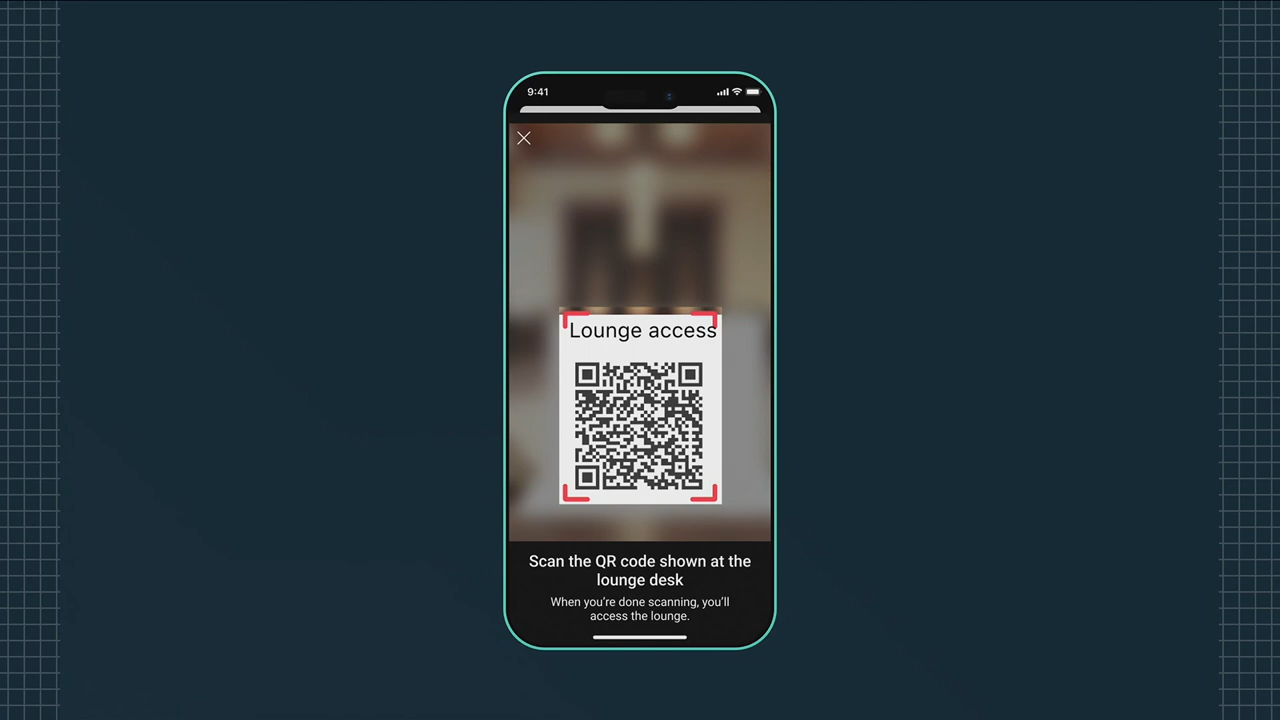 9:41
Lounge access
Scan the QR code shown at the
lounge desk
When you’re done scanning, you’ll
access the lounge.